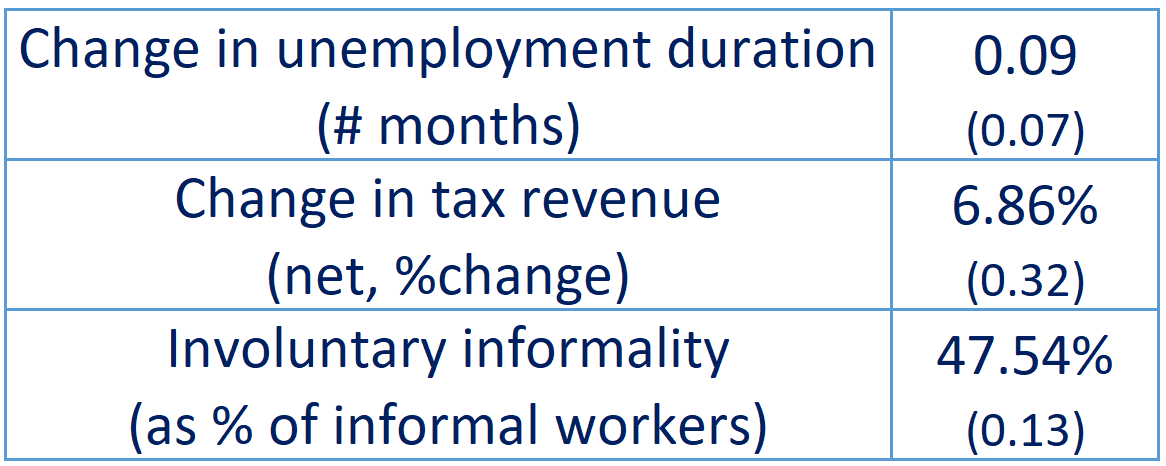 Change in unemployment duration
(# months)
0.09
(0.07)
Change in tax revenue
(net, %change)
6.86%
(0.32)
Involuntary informality
(as % of informal workers)
47.54%
(0.13)